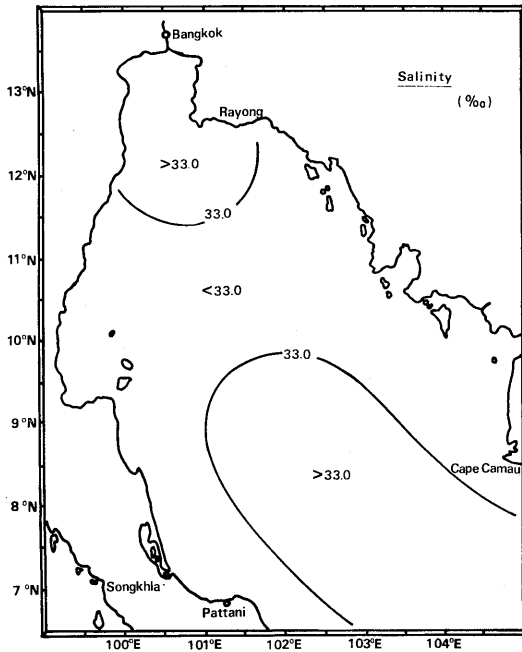 Bangkok
Salinity
(‰)
13°N
Rayong
>33.0
12°N
33.0
11°N
<33.0
10°N
33.0
9°N
>33.0
Cape Camau
8°N
7°N
Songkhla
Pattani
100°E
101°E
102°E
103°E
104°E